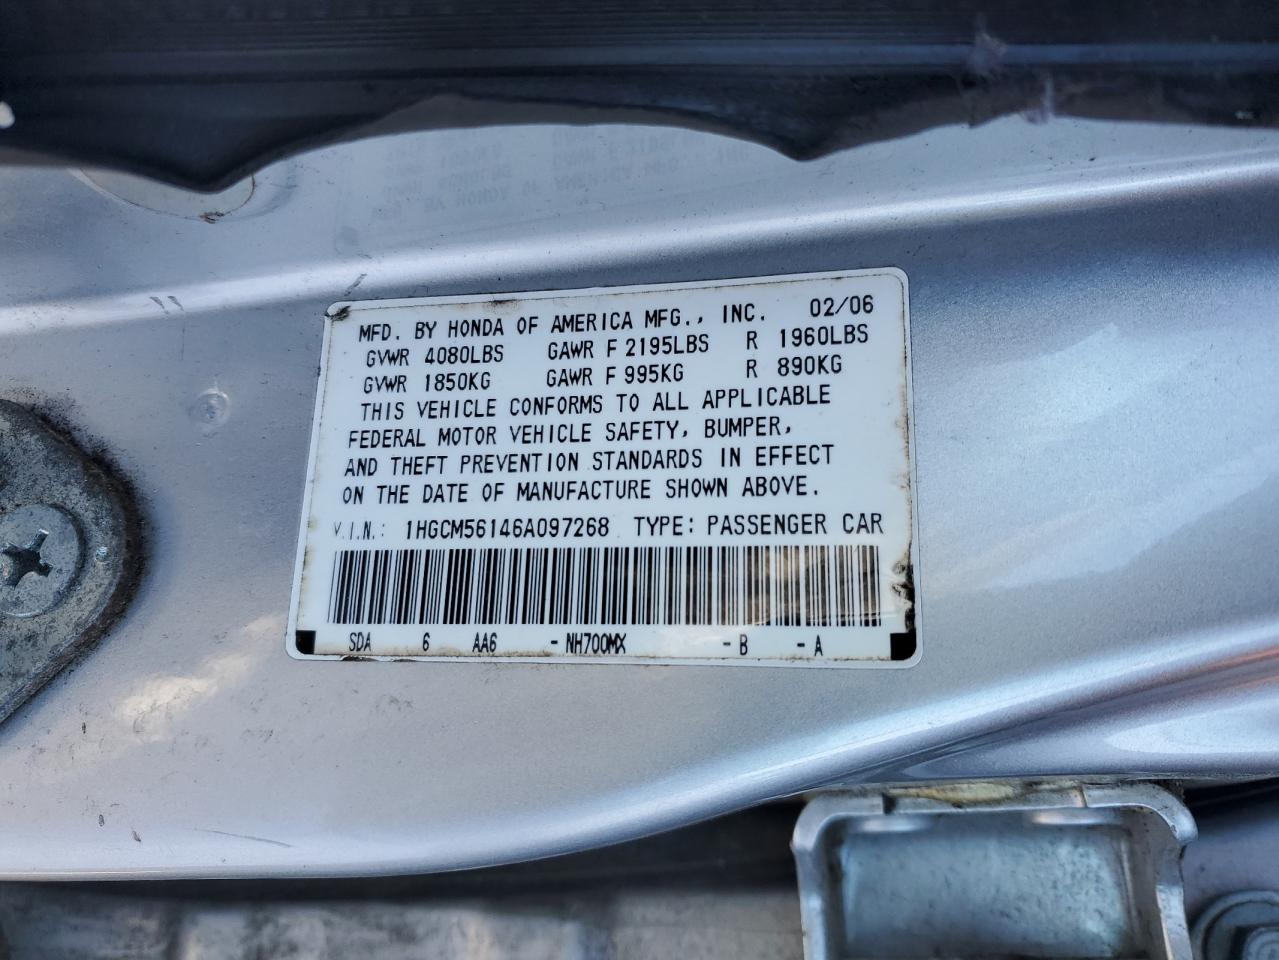 MFD. BY HONDA OF AMERICA MFG., INC. 02/06
GVWR 4080LBS GAWR F 2195LBS R 1960LBS
GVWR 1850KG GAWR F 995KG R 890KG
THIS VEHICLE CONFORMS TO ALL APPLICABLE
FEDERAL MOTOR VEHICLE SAFETY, BUMPER,
AND THEFT PREVENTION STANDARDS IN EFFECT
ON THE DATE OF MANUFACTURE SHOWN ABOVE.
V.I.N.: 1HGCM56146A097268 TYPE: PASSENGER CAR
SDA 6 AA6 - NH700MX - B - A